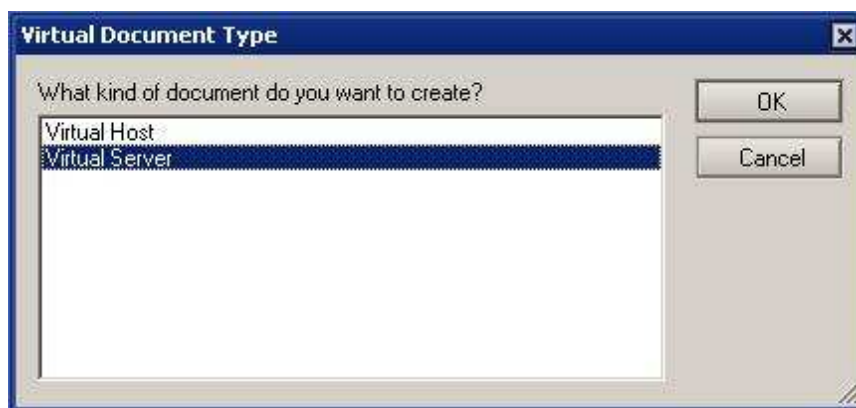 Virtual Document Type
What kind of document do you want to create?
OK
Virtual Host
Virtual Server
Cancel